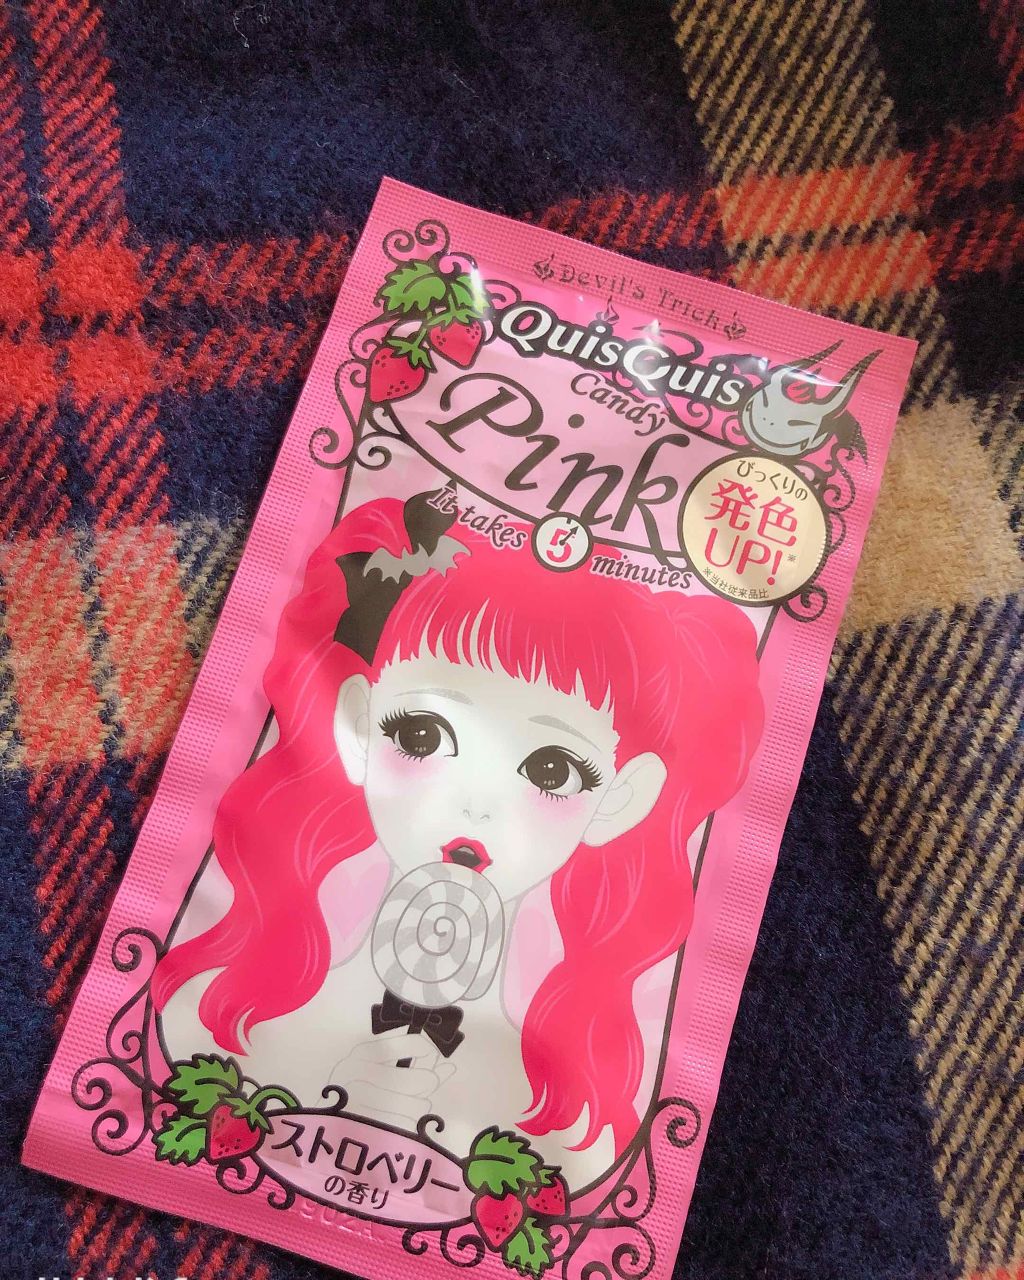 Devil's Trick
QuisQuis
Candy
Pink
It takes 5 minutes
びっくりの
発色
UP!※
※当社従来品比
ストロベリー
の香り